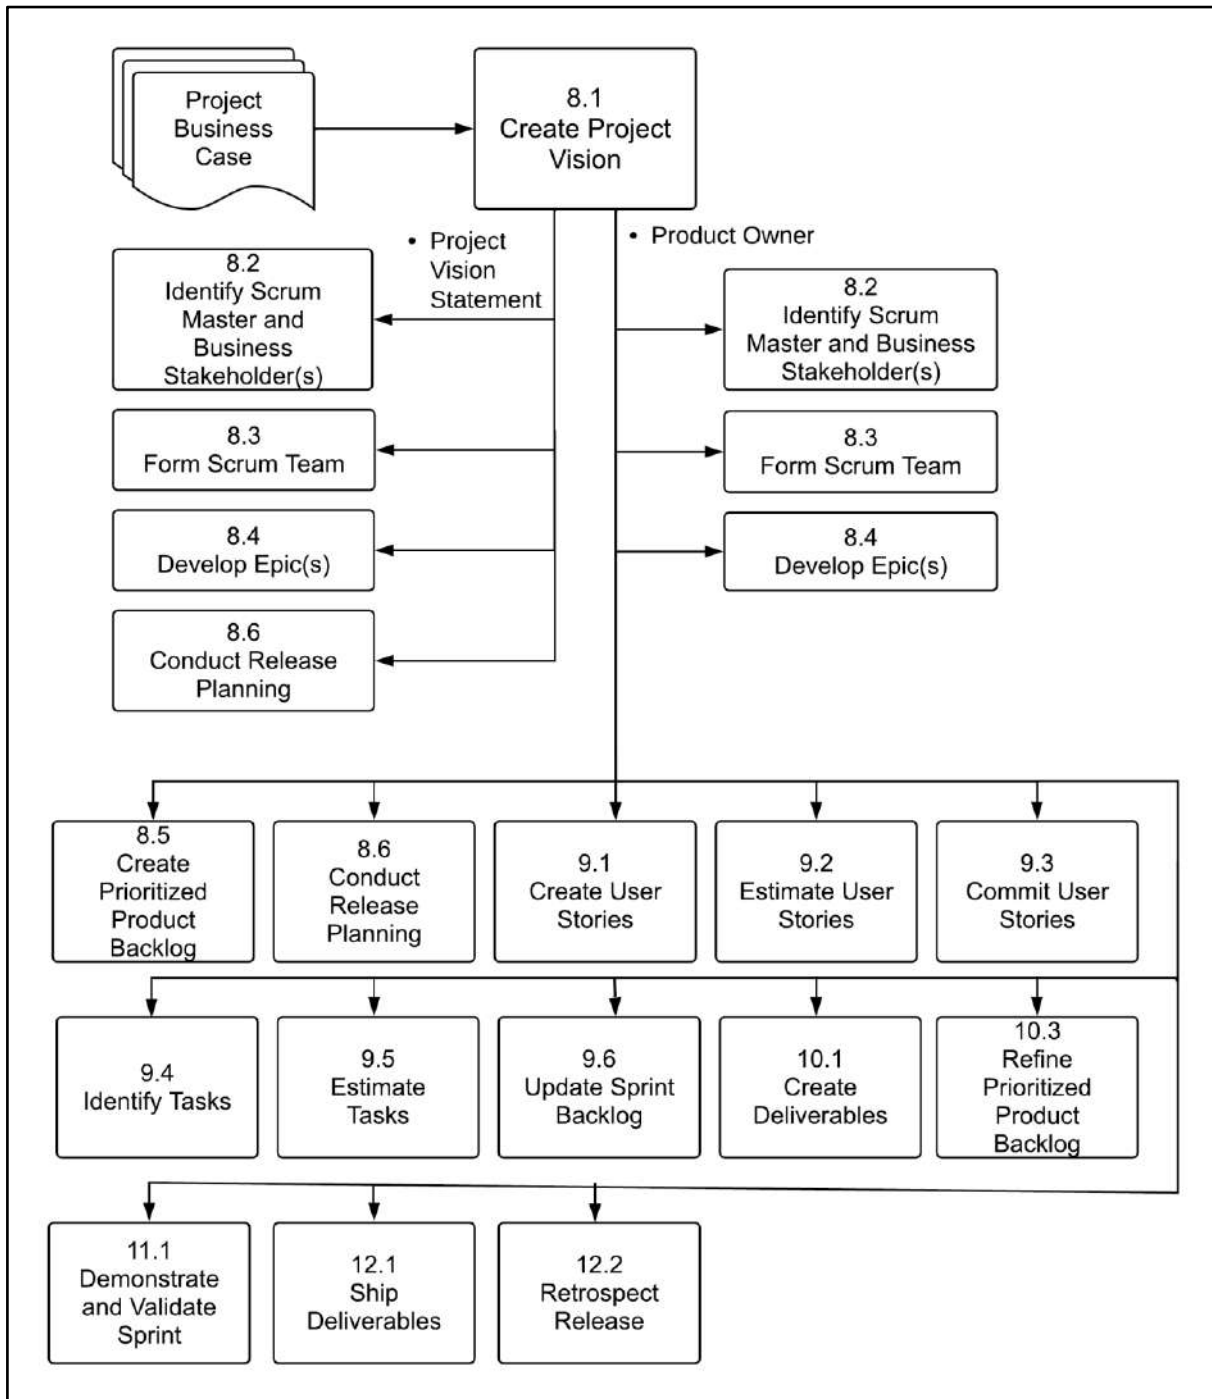 Project
Business
Case
8.1
Create Project
Vision
• Project
Vision
Statement
• Product Owner
8.2
Identify Scrum
Master and
Business
Stakeholder(s)
8.2
Identify Scrum
Master and Business
Stakeholder(s)
8.3
Form Scrum Team
8.3
Form Scrum Team
8.4
Develop Epic(s)
8.4
Develop Epic(s)
8.6
Conduct Release
Planning
8.5
Create
Prioritized
Product
Backlog
8.6
Conduct
Release
Planning
9.1
Create User
Stories
9.2
Estimate User
Stories
9.3
Commit User
Stories
9.4
Identify Tasks
9.5
Estimate
Tasks
9.6
Update Sprint
Backlog
10.1
Create
Deliverables
10.3
Refine
Prioritized
Product
Backlog
11.1
Demonstrate
and Validate
Sprint
12.1
Ship
Deliverables
12.2
Retrospect
Release